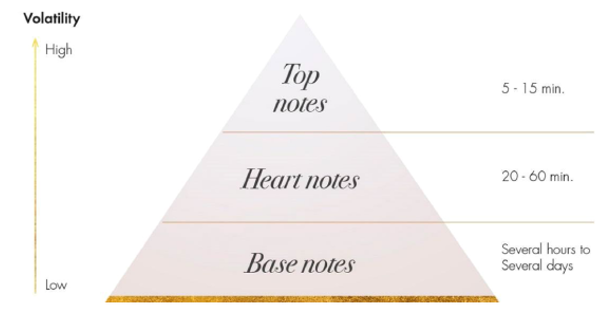 Volatility
High
Top
notes
5 - 15 min.
Heart notes
20 - 60 min.
Base notes
Several hours to
Several days
Low